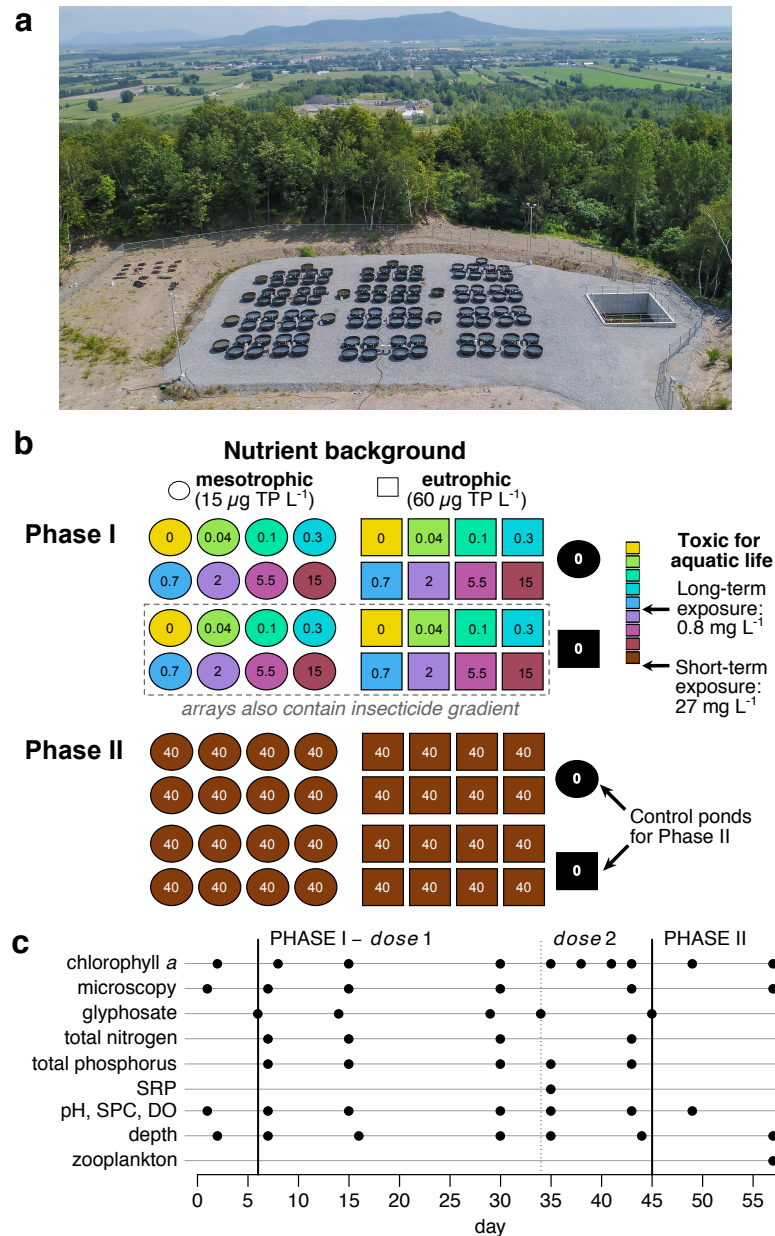 a
b
Nutrient background
mesotrophic
(15 µg TP L⁻¹)
eutrophic
(60 µg TP L⁻¹)
Phase I
0 0.04 0.1 0.3 0 0.04 0.1 0.3
0.7 2 5.5 15 0.7 2 5.5 15
0
0 0.04 0.1 0.3 0 0.04 0.1 0.3
0.7 2 5.5 15 0.7 2 5.5 15
0
arrays also contain insecticide gradient
Toxic for
aquatic life
Long-term
exposure:
0.8 mg L⁻¹
Short-term
exposure:
27 mg L⁻¹
Phase II
40 40 40 40 40 40 40 40
40 40 40 40 40 40 40 40
0
40 40 40 40 40 40 40 40
40 40 40 40 40 40 40 40
0
Control ponds
for Phase II
c
PHASE I – dose 1 dose 2 PHASE II
chlorophyll a
microscopy
glyphosate
total nitrogen
total phosphorus
SRP
pH, SPC, DO
depth
zooplankton
0 5 10 15 20 25 30 35 40 45 50 55
day